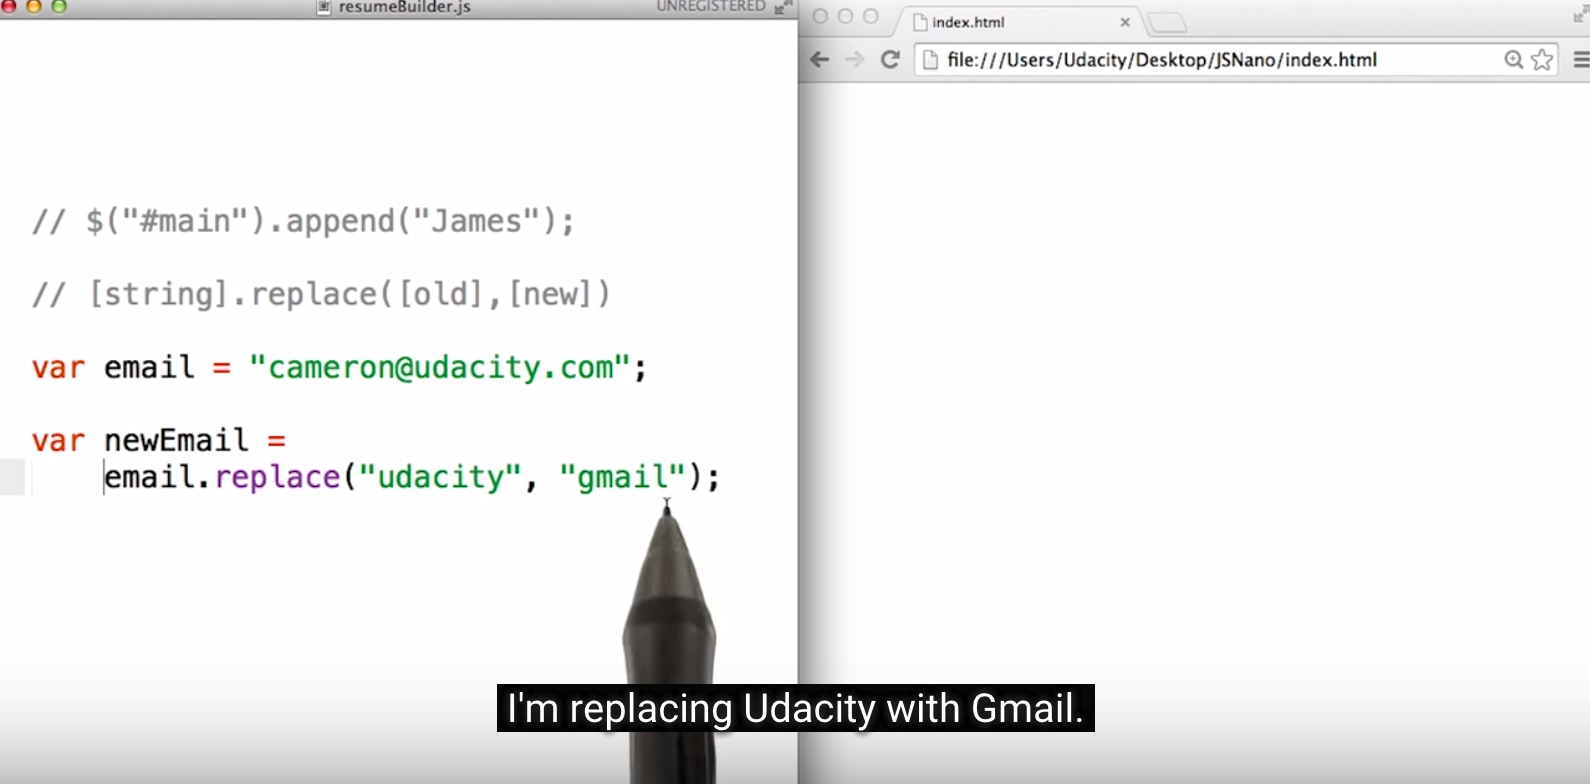 resumeBuilder.js
UNREGISTERED
index.html
file:///Users/Udacity/Desktop/JSNano/index.html
// $("#main").append("James");
// [string].replace([old],[new])
var email = "cameron@udacity.com";
var newEmail =
email.replace("udacity", "gmail");
I'm replacing Udacity with Gmail.